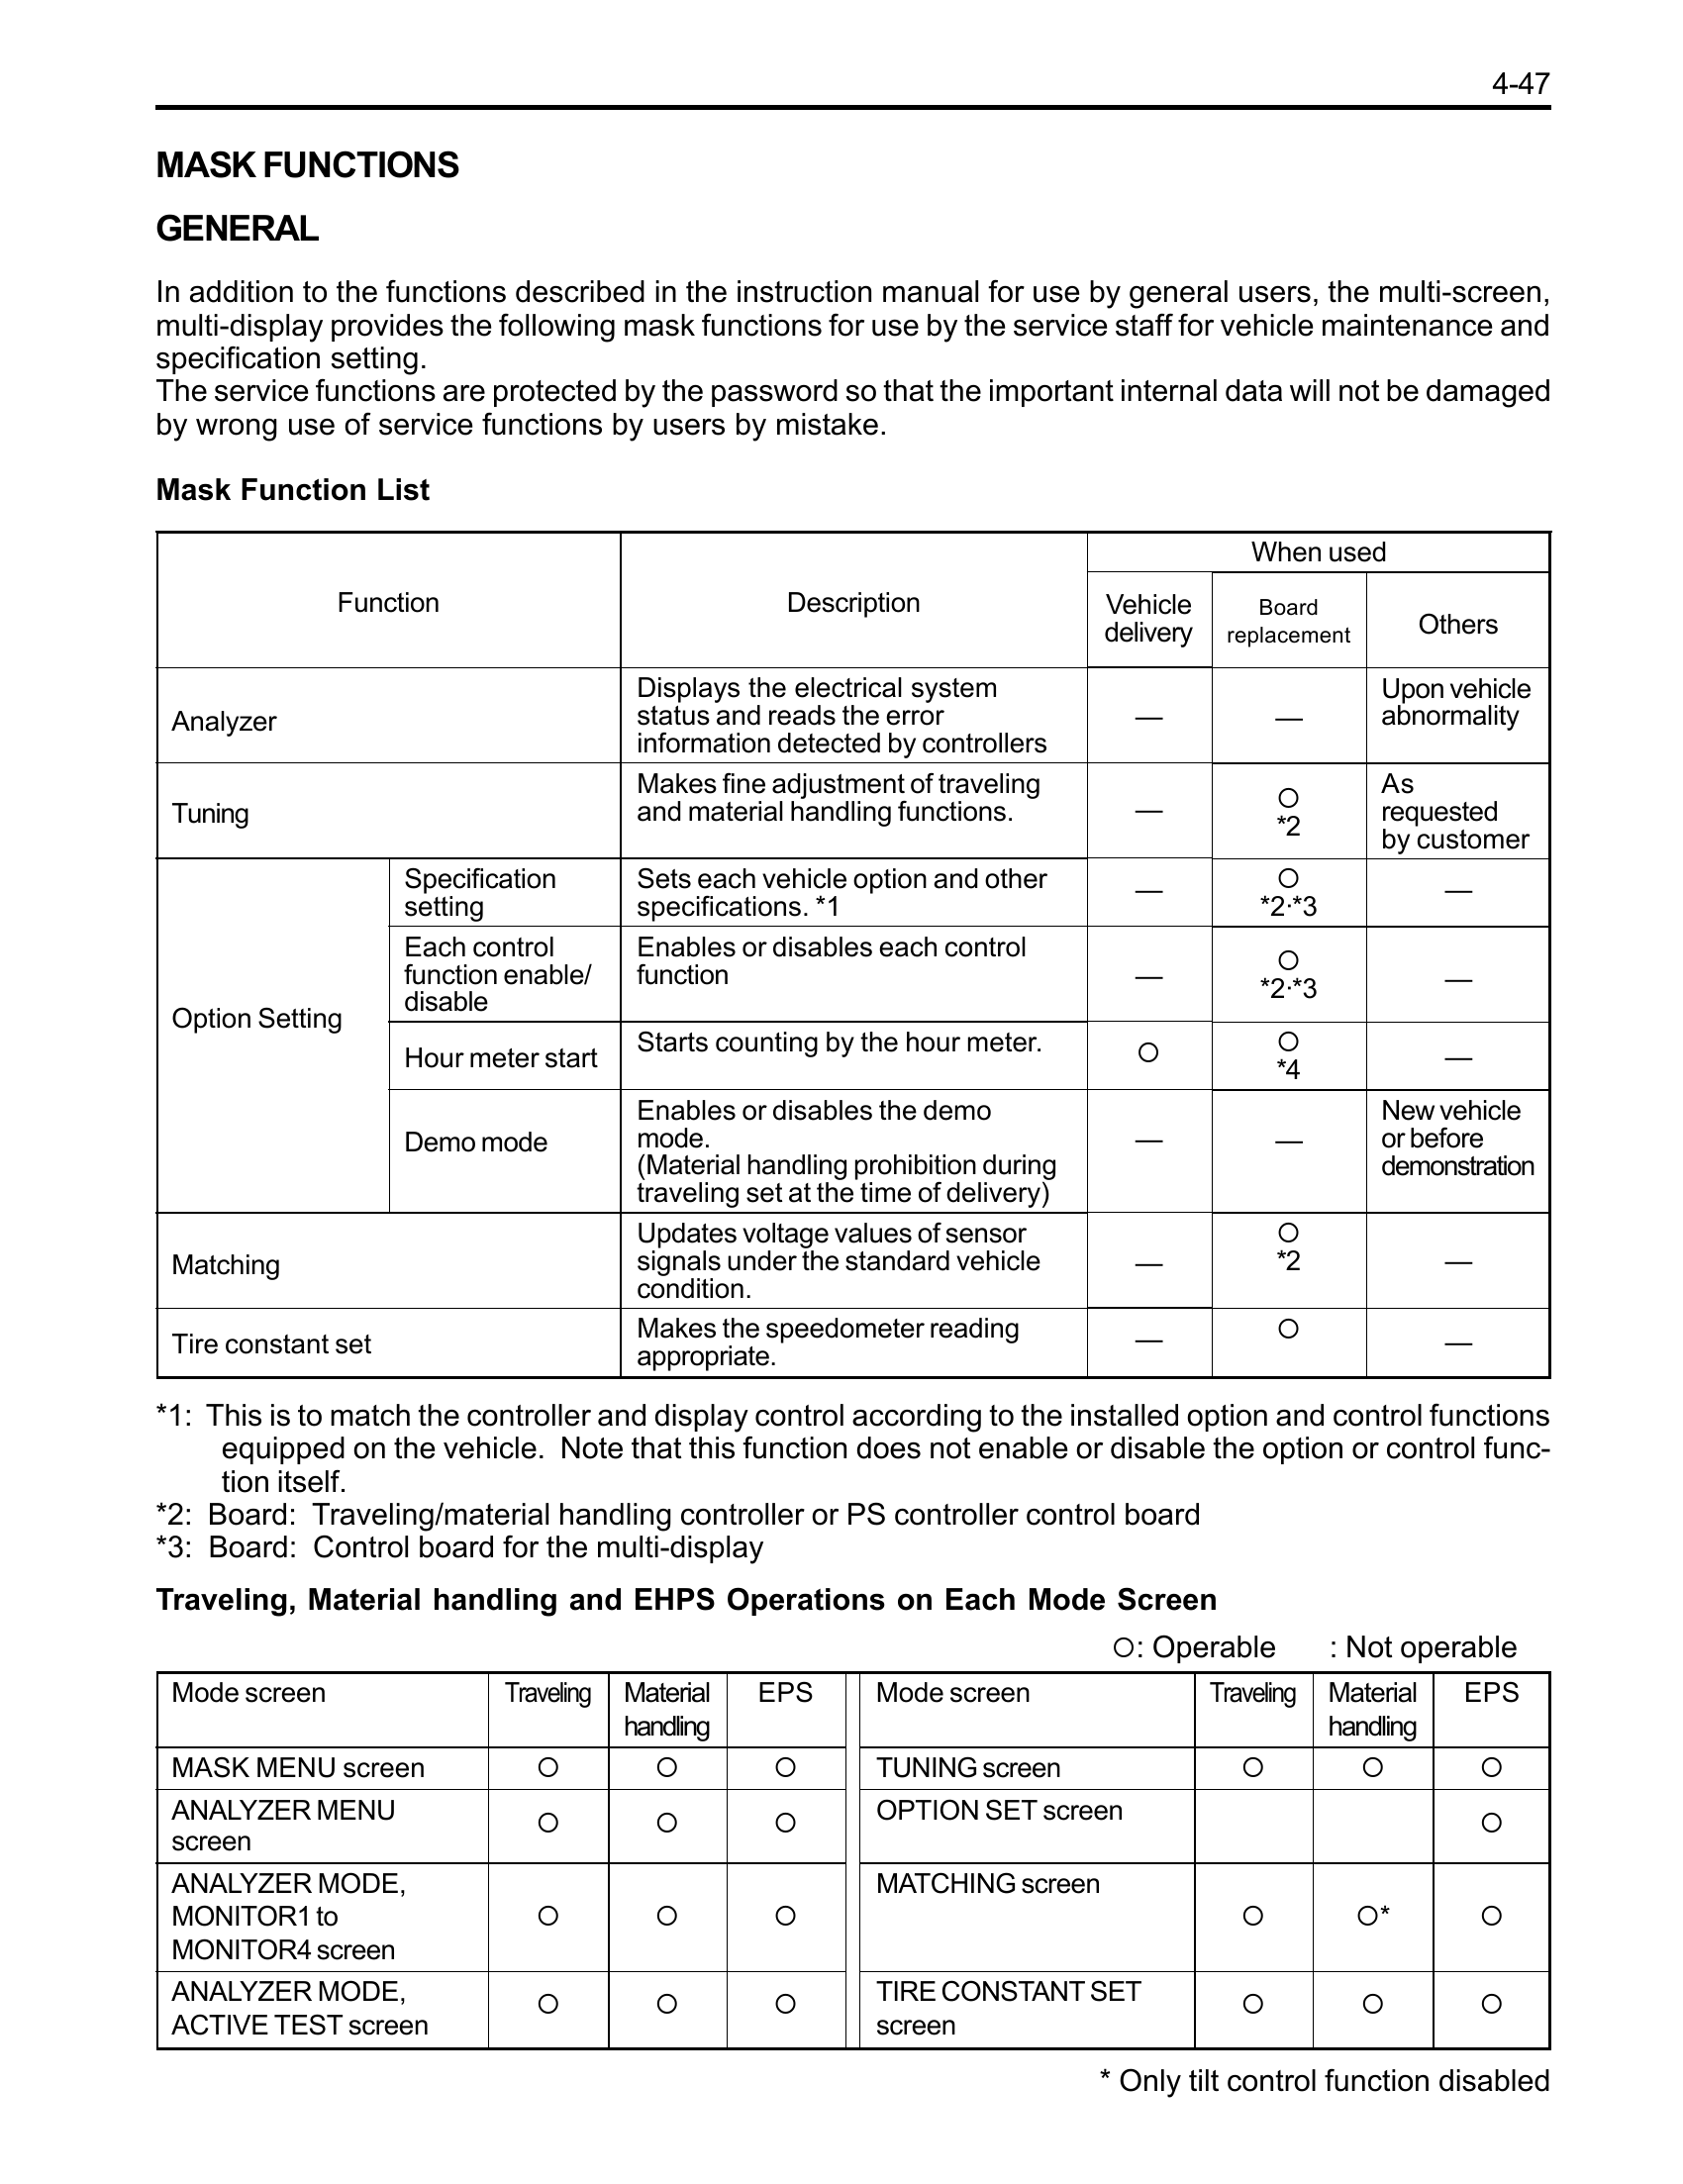 4-47
MASK FUNCTIONS
GENERAL
In addition to the functions described in the instruction manual for use by general users, the multi-screen,
multi-display provides the following mask functions for use by the service staff for vehicle maintenance and
specification setting.
The service functions are protected by the password so that the important internal data will not be damaged
by wrong use of service functions by users by mistake.
Mask Function List
Function
Description
When used
Vehicle
delivery
Board
replacement
Others
Analyzer
Displays the electrical system
status and reads the error
information detected by controllers
—
—
Upon vehicle
abnormality
Tuning
Makes fine adjustment of traveling
and material handling functions.
—
○
*2
As
requested
by customer
Option Setting
Specification
setting
Sets each vehicle option and other
specifications. *1
—
○
*2·*3
—
Each control
function enable/
disable
Enables or disables each control
function
—
○
*2·*3
—
Hour meter start
Starts counting by the hour meter.
○
○
*4
—
Demo mode
Enables or disables the demo
mode.
(Material handling prohibition during
traveling set at the time of delivery)
—
—
New vehicle
or before
demonstration
Matching
Updates voltage values of sensor
signals under the standard vehicle
condition.
—
○
*2
—
Tire constant set
Makes the speedometer reading
appropriate.
—
○
—
*1: This is to match the controller and display control according to the installed option and control functions
equipped on the vehicle. Note that this function does not enable or disable the option or control func-
tion itself.
*2: Board: Traveling/material handling controller or PS controller control board
*3: Board: Control board for the multi-display
Traveling, Material handling and EHPS Operations on Each Mode Screen
○: Operable : Not operable
Mode screen
Traveling
Material
handling
EPS
Mode screen
Traveling
Material
handling
EPS
MASK MENU screen
○ ○ ○
TUNING screen
○ ○ ○
ANALYZER MENU
screen
○ ○ ○
OPTION SET screen
○
ANALYZER MODE,
MONITOR1 to
MONITOR4 screen
○ ○ ○
MATCHING screen
○ ○* ○
ANALYZER MODE,
ACTIVE TEST screen
○ ○ ○
TIRE CONSTANT SET
screen
○ ○ ○
* Only tilt control function disabled